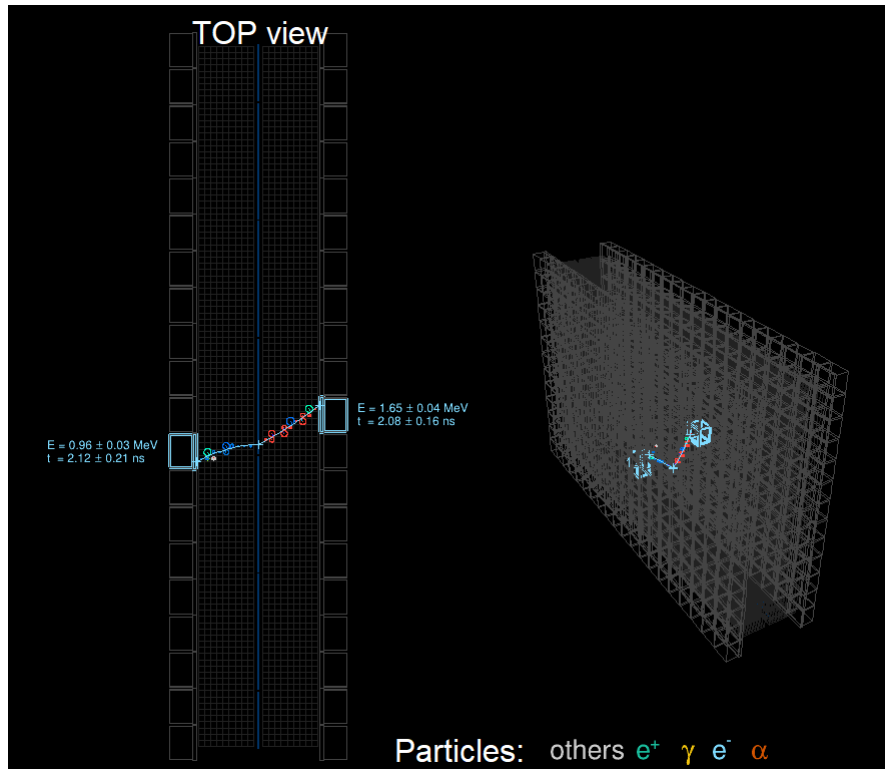 TOP view
E = 1.65 ± 0.04 MeV
t = 2.08 ± 0.16 ns
E = 0.96 ± 0.03 MeV
t = 2.12 ± 0.21 ns
Particles: others e⁺ γ e⁻ α